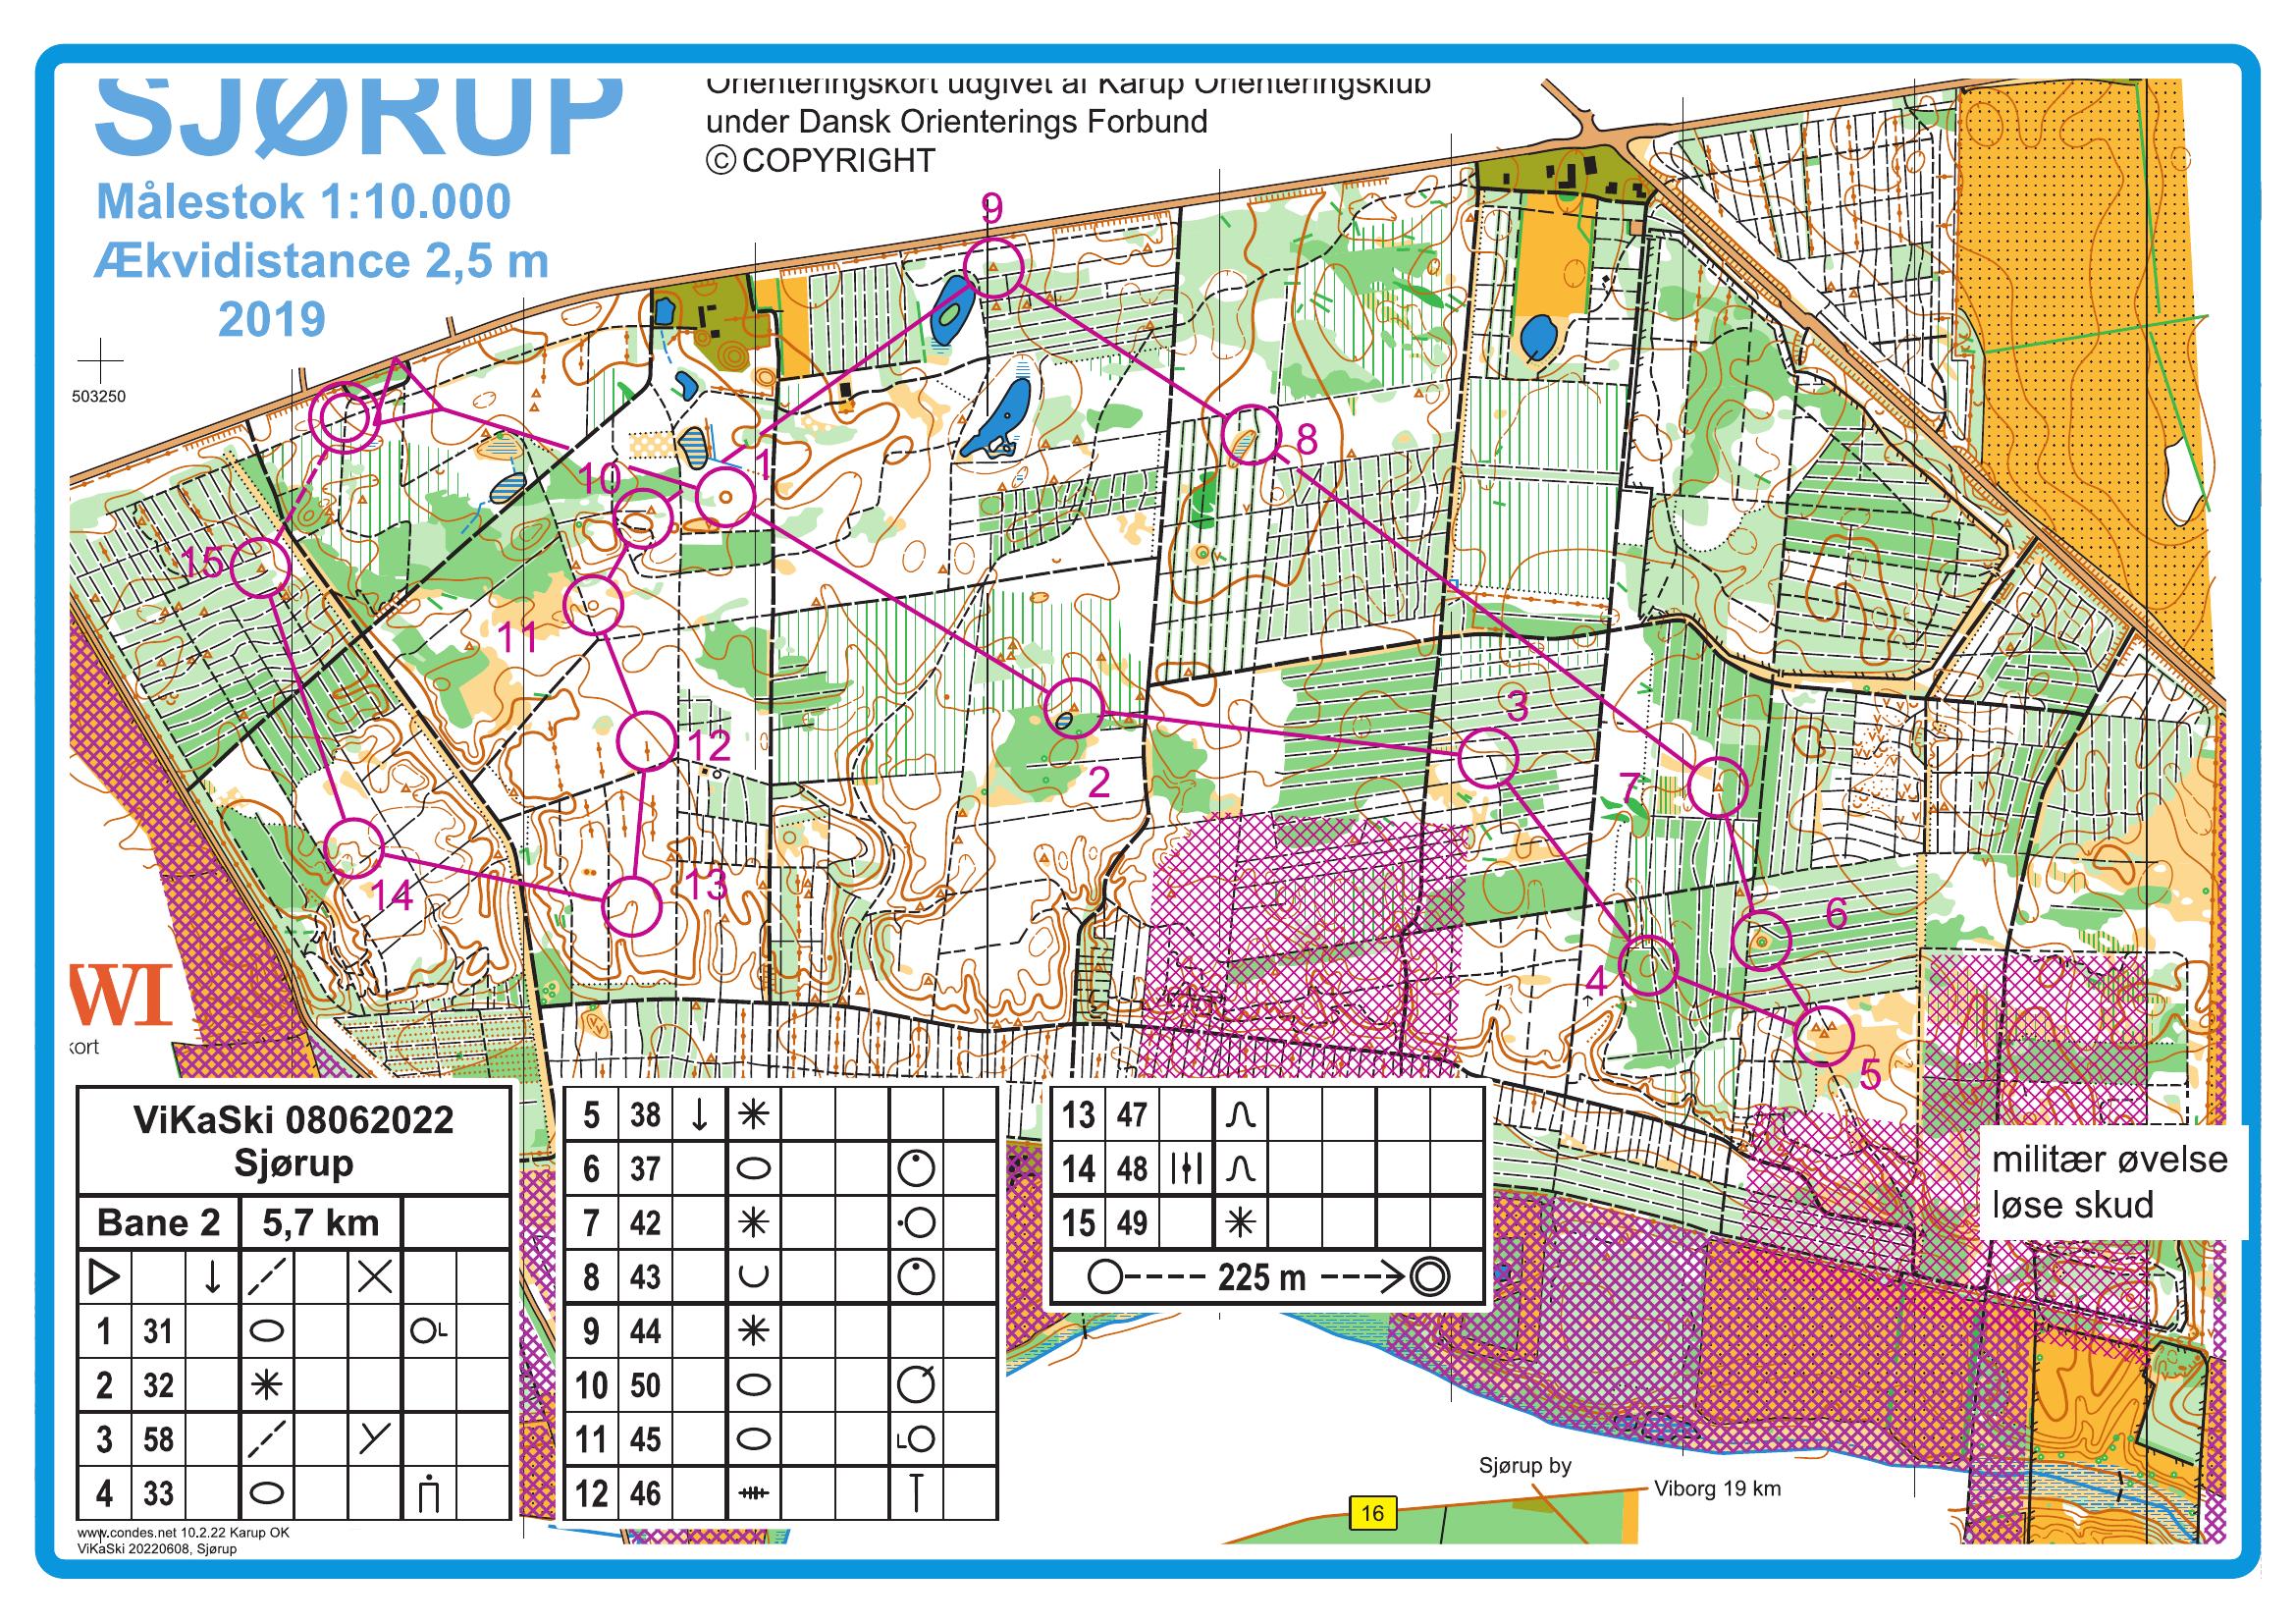 SJØRUP
Målestok 1:10.000
Ækvidistance 2,5 m
2019
Orienteringskort udgivet af Karup Orienteringsklub
under Dansk Orienterings Forbund
© COPYRIGHT
503250
9
8
10
1
15
11
12
2
3
7
14
13
6
4
5
WI
kort
militær øvelse
løse skud
ViKaSki 08062022
Sjørup
Bane 2 5,7 km
1 31
2 32
3 58
4 33
5 38
6 37
7 42
8 43
9 44
10 50
11 45
12 46
13 47
14 48
15 49
225 m
www.condes.net 10.2.22 Karup OK
ViKaSki 20220608, Sjørup
Sjørup by
Viborg 19 km
16